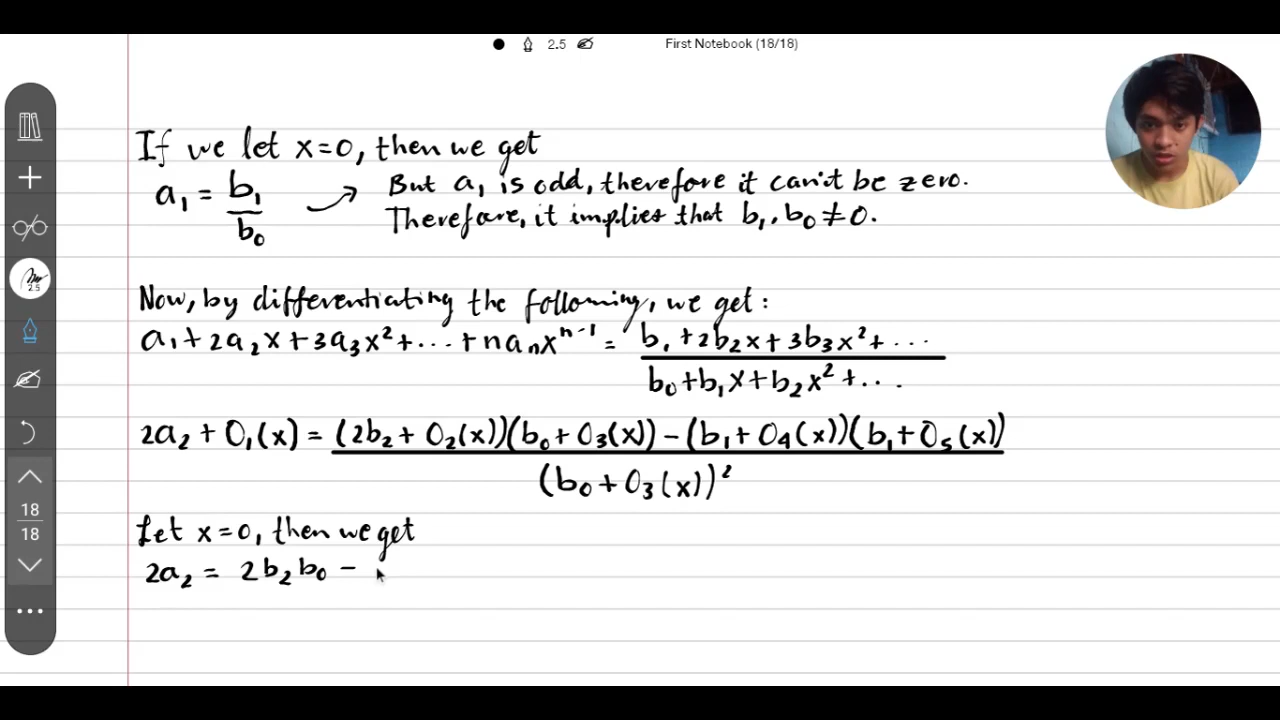 2.5 First Notebook (18/18)
If we let x=0, then we get
a₁ = b₁/b₀ → But a₁ is odd, therefore it can't be zero.
Therefore, it implies that b₁, b₀ ≠ 0.
Now, by differentiating the following, we get:
a₁+2a₂x+3a₃x²+...+naₙxⁿ⁻¹ = (b₁+2b₂x+3b₃x²+...)/(b₀+b₁x+b₂x²+...)
2a₂ + O₁(x) = ((2b₂+O₂(x))(b₀+O₃(x)) - (b₁+O₄(x))(b₁+O₅(x)))/(b₀+O₃(x))²
Let x=0, then we get
2a₂ = 2b₂b₀ -
2.5
18
18